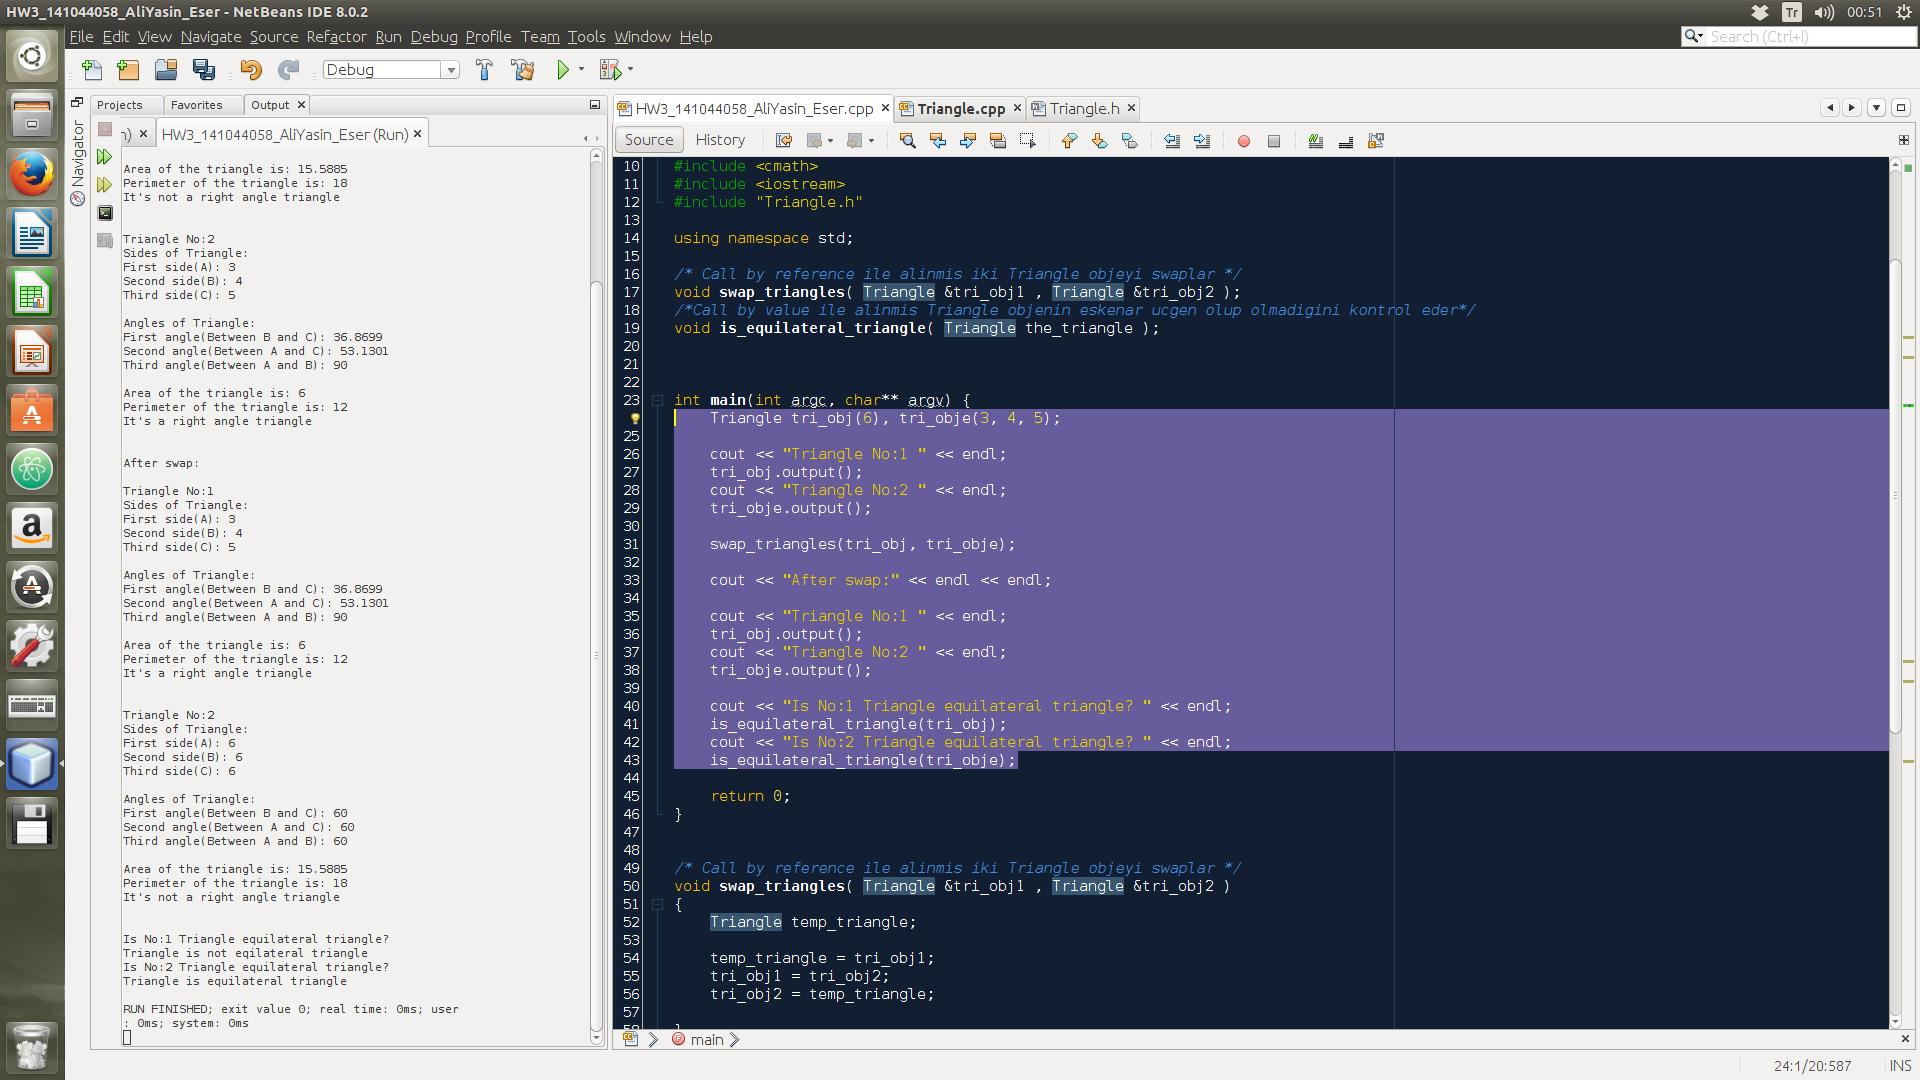 HW3_141044058_AliYasin_Eser - NetBeans IDE 8.0.2
Tr
00:51
File Edit View Navigate Source Refactor Run Debug Profile Team Tools Window Help
Search (Ctrl+I)
Debug
Navigator
Projects
Favorites
Output
n)
HW3_141044058_AliYasin_Eser (Run)
Area of the triangle is: 15.5885
Perimeter of the triangle is: 18
It's not a right angle triangle
Triangle No:2
Sides of Triangle:
First side(A): 3
Second side(B): 4
Third side(C): 5
Angles of Triangle:
First angle(Between B and C): 36.8699
Second angle(Between A and C): 53.1301
Third angle(Between A and B): 90
Area of the triangle is: 6
Perimeter of the triangle is: 12
It's a right angle triangle
After swap:
Triangle No:1
Sides of Triangle:
First side(A): 3
Second side(B): 4
Third side(C): 5
Angles of Triangle:
First angle(Between B and C): 36.8699
Second angle(Between A and C): 53.1301
Third angle(Between A and B): 90
Area of the triangle is: 6
Perimeter of the triangle is: 12
It's a right angle triangle
Triangle No:2
Sides of Triangle:
First side(A): 6
Second side(B): 6
Third side(C): 6
Angles of Triangle:
First angle(Between B and C): 60
Second angle(Between A and C): 60
Third angle(Between A and B): 60
Area of the triangle is: 15.5885
Perimeter of the triangle is: 18
It's not a right angle triangle
Is No:1 Triangle equilateral triangle?
Triangle is not eqilateral triangle
Is No:2 Triangle equilateral triangle?
Triangle is equilateral triangle
RUN FINISHED; exit value 0; real time: 0ms; user
: 0ms; system: 0ms
HW3_141044058_AliYasin_Eser.cpp
Triangle.cpp
Triangle.h
Source
History
10 #include <cmath>
11 #include <iostream>
12 #include "Triangle.h"
13
14 using namespace std;
15
16 /* Call by reference ile alinmis iki Triangle objeyi swaplar */
17 void swap_triangles( Triangle &tri_obj1 , Triangle &tri_obj2 );
18 /*Call by value ile alinmis Triangle objenin eskenar ucgen olup olmadigini kontrol eder*/
19 void is_equilateral_triangle( Triangle the_triangle );
20
21
22
23 int main(int argc, char** argv) {
Triangle tri_obj(6), tri_obje(3, 4, 5);
25
26 cout << "Triangle No:1 " << endl;
27 tri_obj.output();
28 cout << "Triangle No:2 " << endl;
29 tri_obje.output();
30
31 swap_triangles(tri_obj, tri_obje);
32
33 cout << "After swap:" << endl << endl;
34
35 cout << "Triangle No:1 " << endl;
36 tri_obj.output();
37 cout << "Triangle No:2 " << endl;
38 tri_obje.output();
39
40 cout << "Is No:1 Triangle equilateral triangle? " << endl;
41 is_equilateral_triangle(tri_obj);
42 cout << "Is No:2 Triangle equilateral triangle? " << endl;
43 is_equilateral_triangle(tri_obje);
44
45 return 0;
46 }
47
48
49 /* Call by reference ile alinmis iki Triangle objeyi swaplar */
50 void swap_triangles( Triangle &tri_obj1 , Triangle &tri_obj2 )
51 {
52 Triangle temp_triangle;
53
54 temp_triangle = tri_obj1;
55 tri_obj1 = tri_obj2;
56 tri_obj2 = temp_triangle;
57
main
24:1/20:587
INS